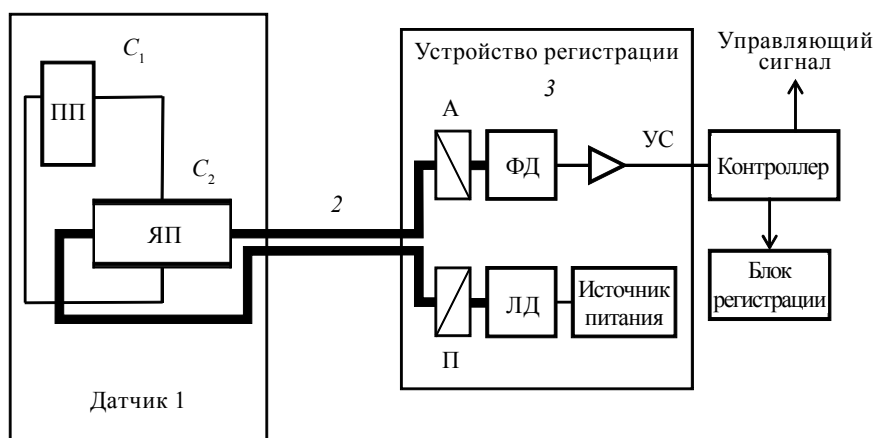 C₁
ПП
C₂
ЯП
Датчик 1
2
Устройство регистрации
3
А
ФД
УС
П
ЛД
Источник
питания
Управляющий
сигнал
Контроллер
Блок
регистрации